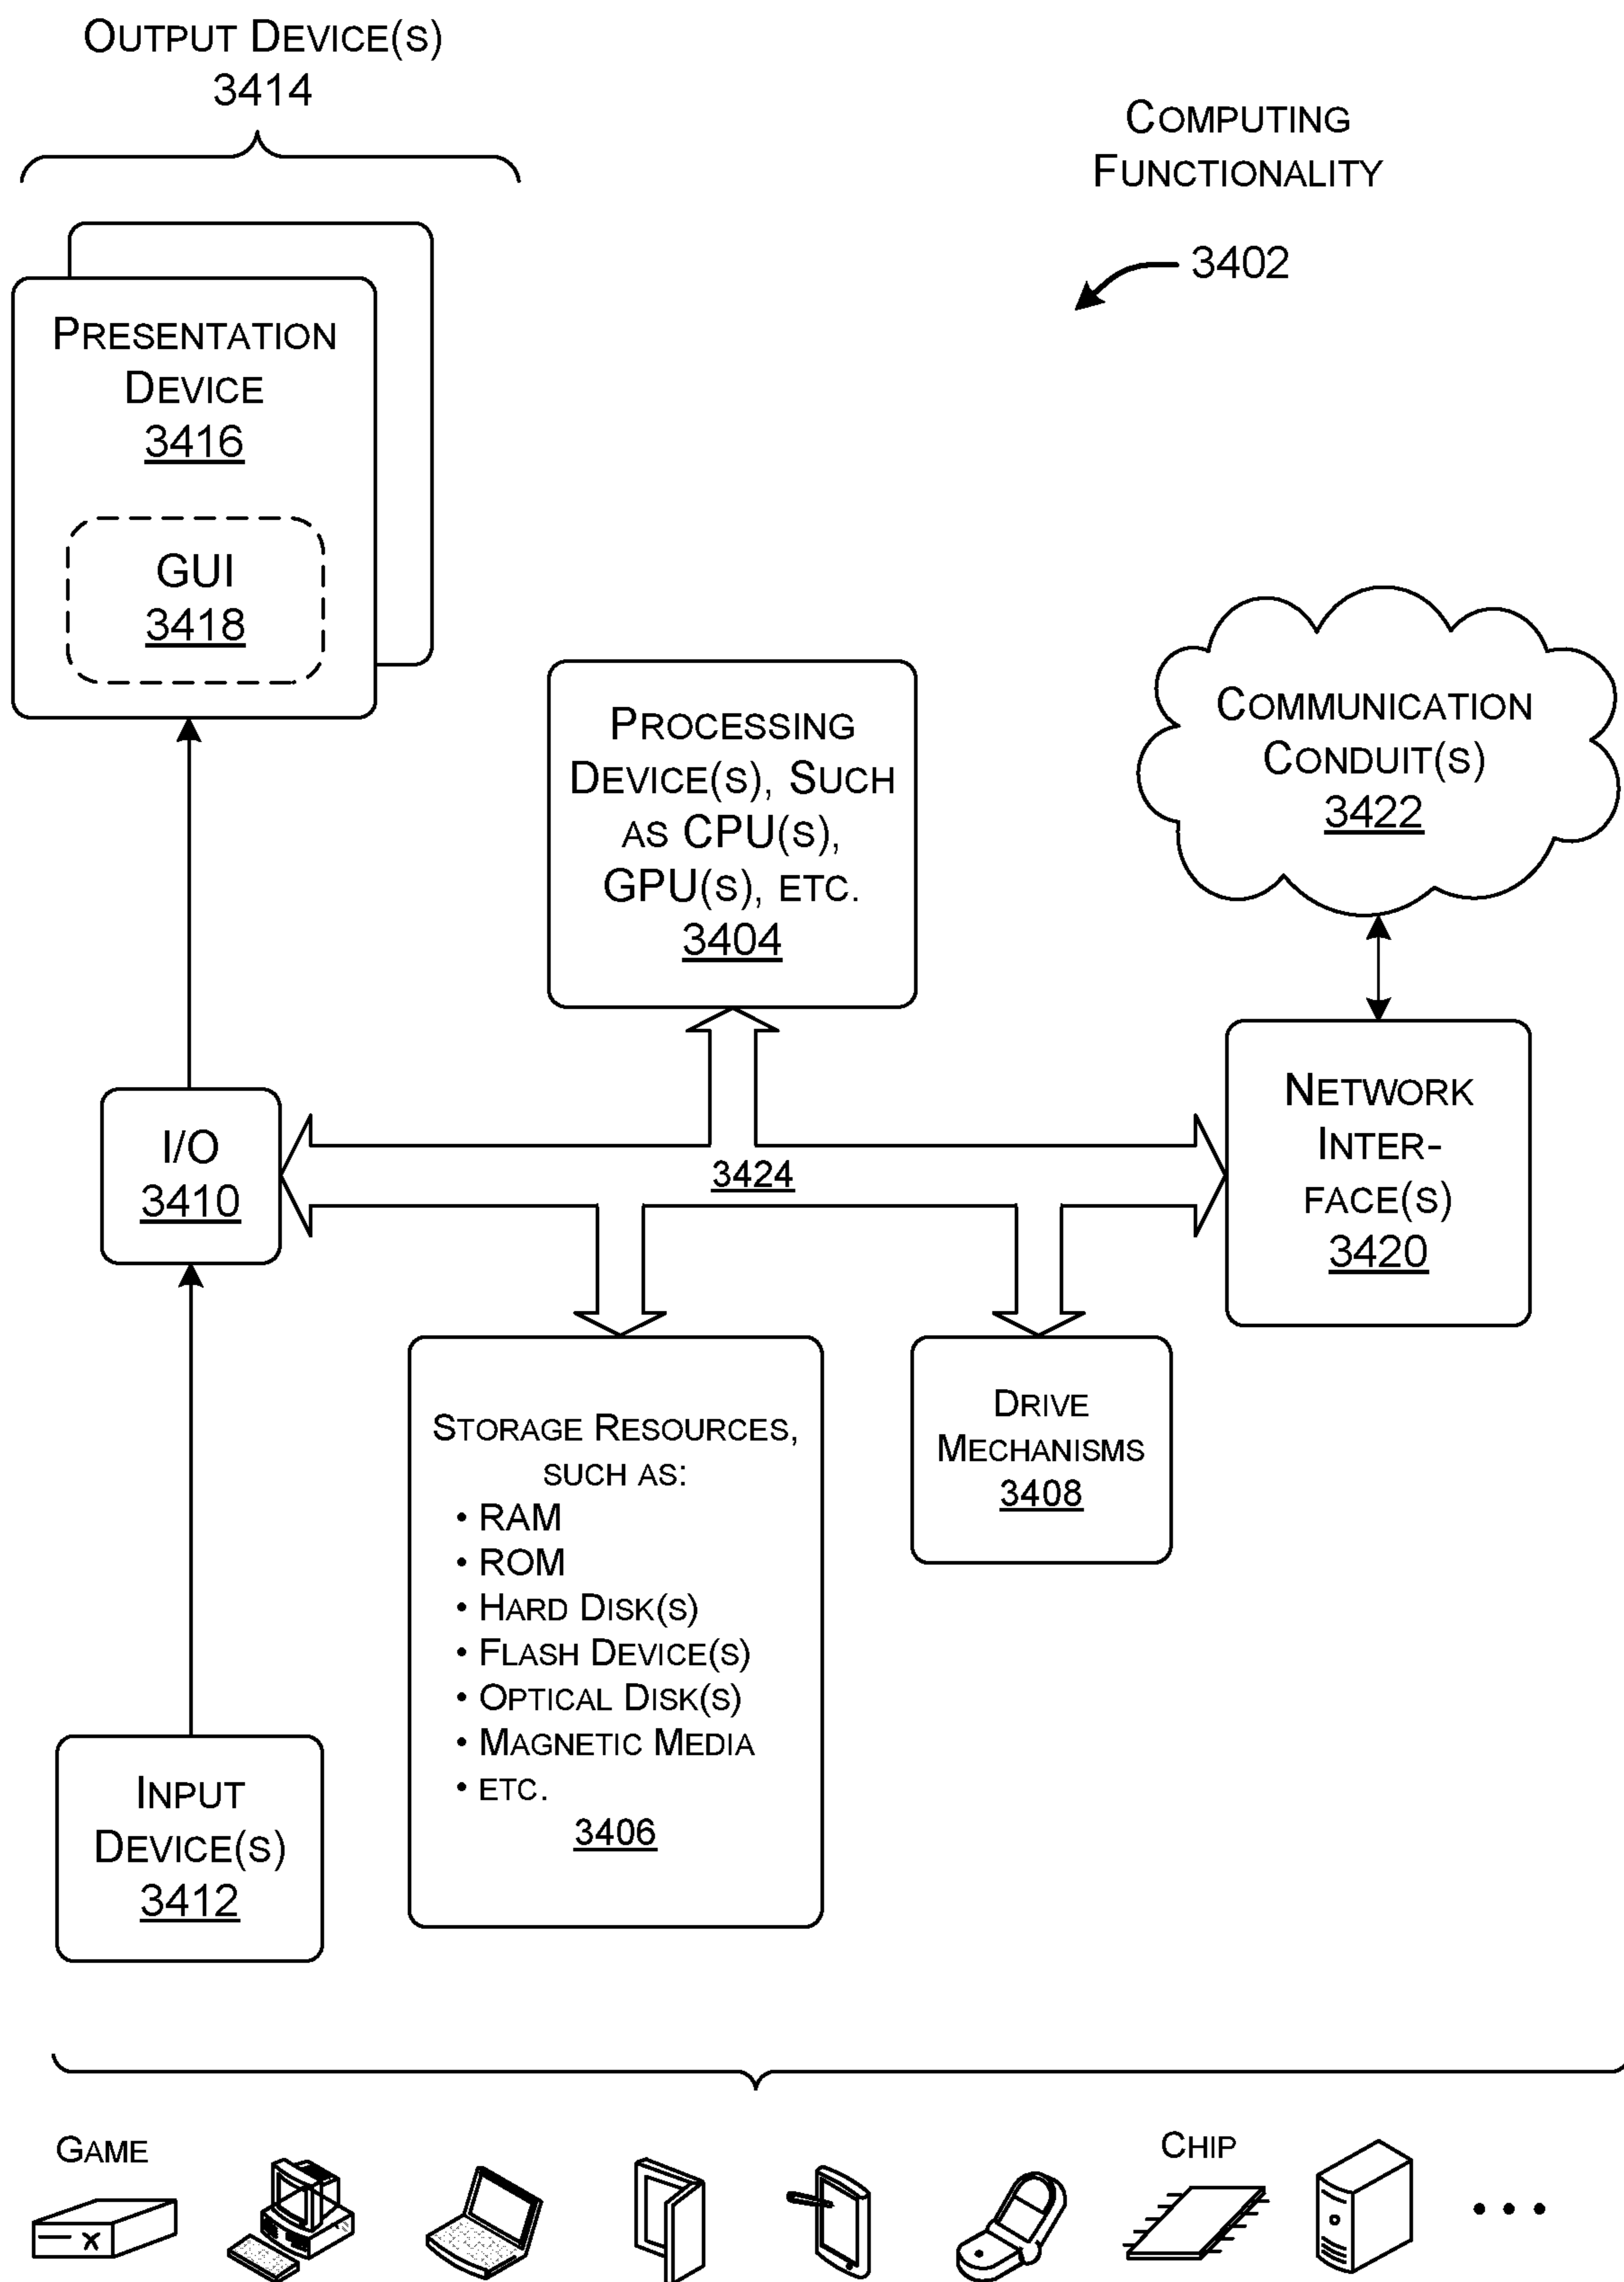 OUTPUT DEVICE(S)
3414
COMPUTING
FUNCTIONALITY
3402
PRESENTATION
DEVICE
3416
GUI
3418
PROCESSING
DEVICE(S), SUCH
AS CPU(S),
GPU(S), ETC.
3404
COMMUNICATION
CONDUIT(S)
3422
NETWORK
INTER-
FACE(S)
3420
I/O
3410
3424
STORAGE RESOURCES,
SUCH AS:
• RAM
• ROM
• HARD DISK(S)
• FLASH DEVICE(S)
• OPTICAL DISK(S)
• MAGNETIC MEDIA
• ETC.
3406
DRIVE
MECHANISMS
3408
INPUT
DEVICE(S)
3412
GAME
CHIP
X